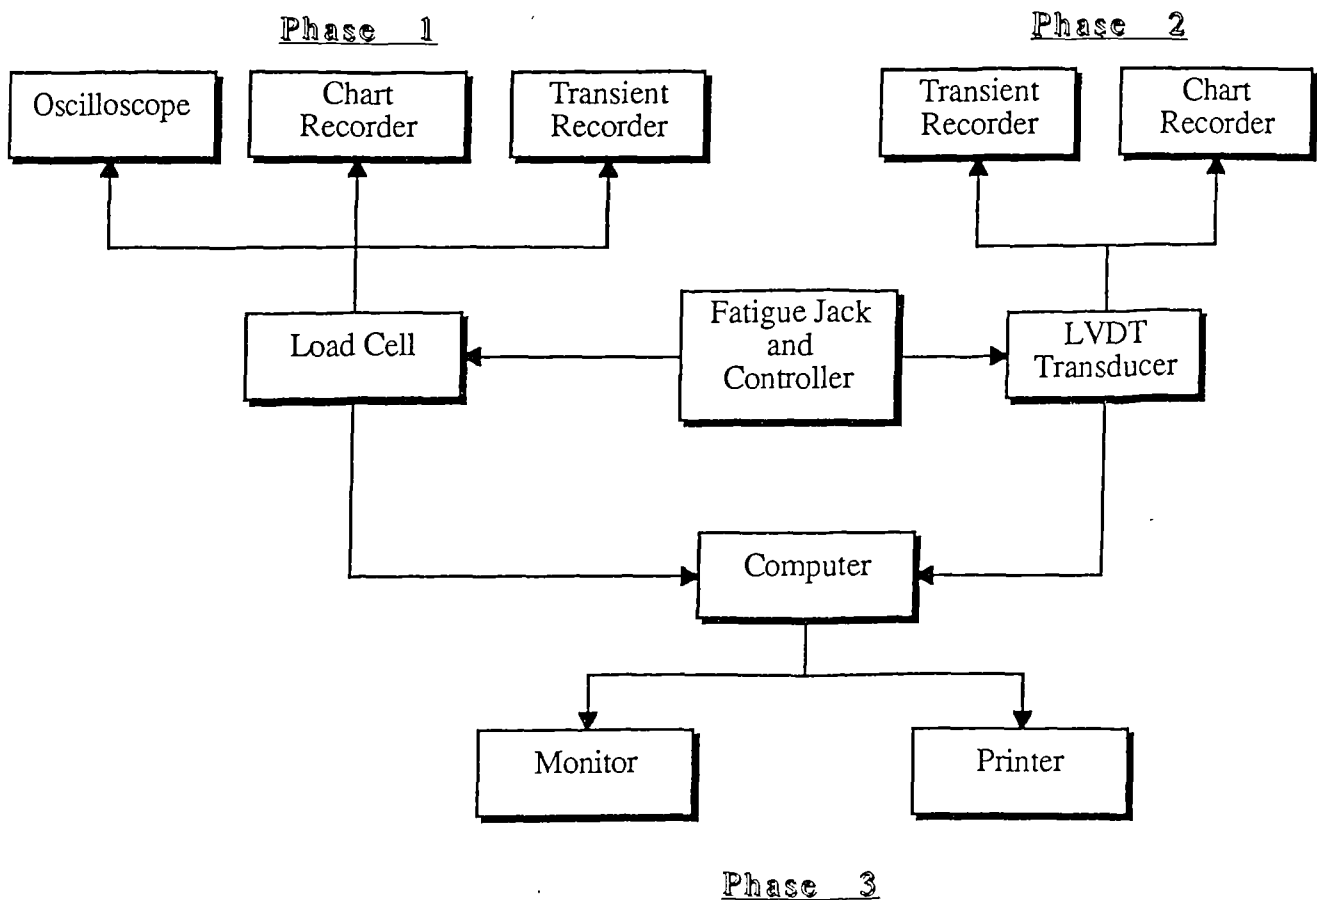 Phase 1
Phase 2
Oscilloscope
Chart
Recorder
Transient
Recorder
Transient
Recorder
Chart
Recorder
Load Cell
Fatigue Jack
and
Controller
LVDT
Transducer
Computer
Monitor
Printer
Phase 3